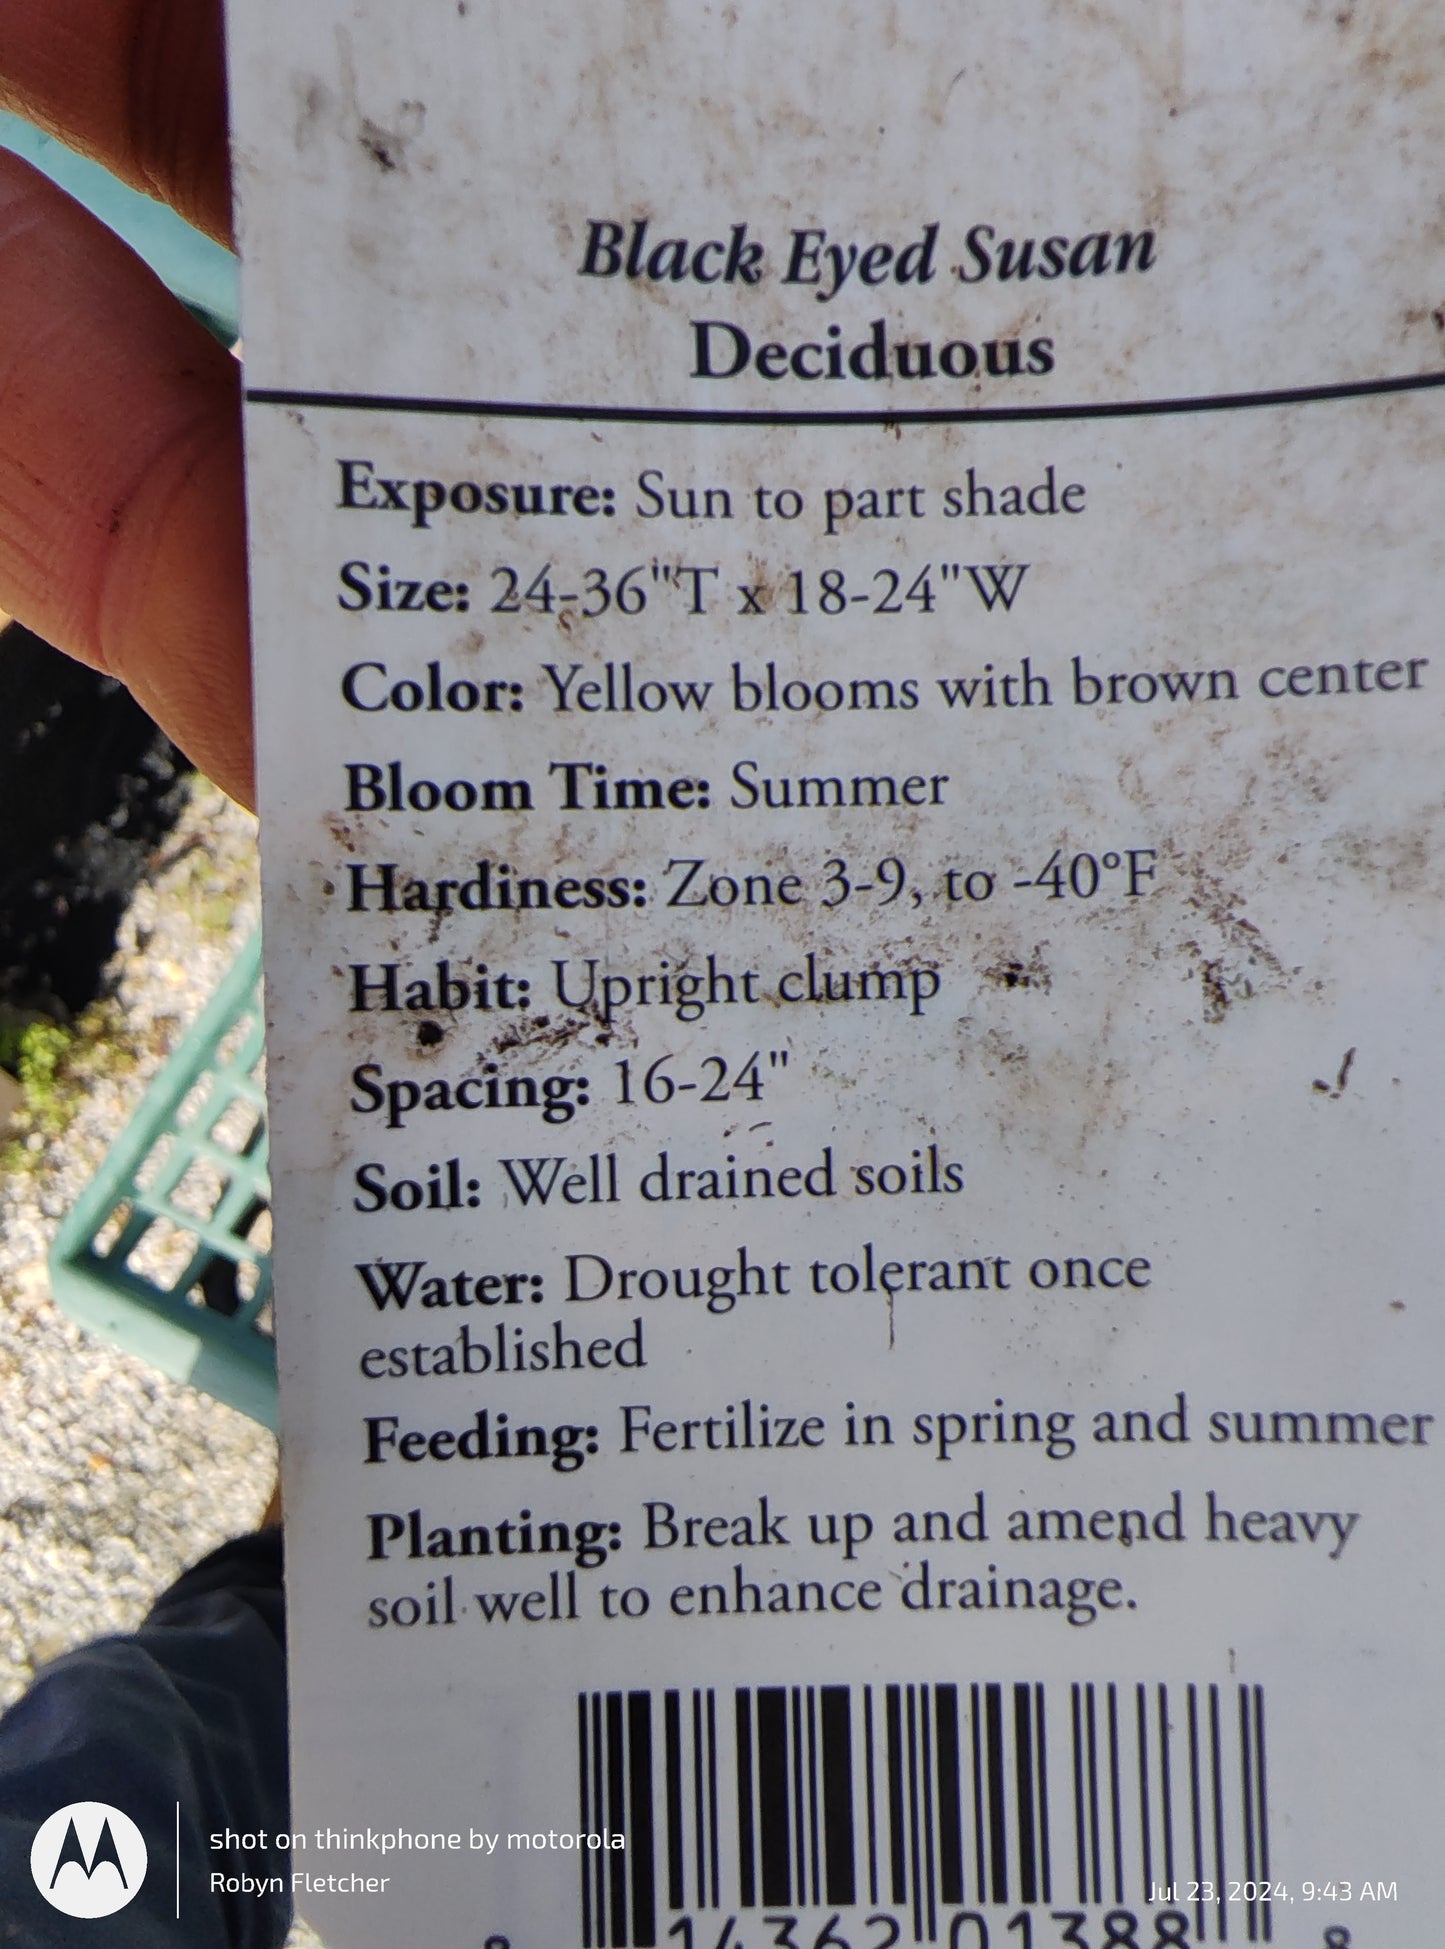 Black Eyed Susan
Deciduous
Exposure: Sun to part shade
Size: 24-36"T x 18-24"W
Color: Yellow blooms with brown center
Bloom Time: Summer
Hardiness: Zone 3-9, to -40°F
Habit: Upright clump
Spacing: 16-24"
Soil: Well drained soils
Water: Drought tolerant once
established
Feeding: Fertilize in spring and summer
Planting: Break up and amend heavy
soil well to enhance drainage.
shot on thinkphone by motorola
Robyn Fletcher
Jul 23, 2024, 9:43 AM
14362 01388